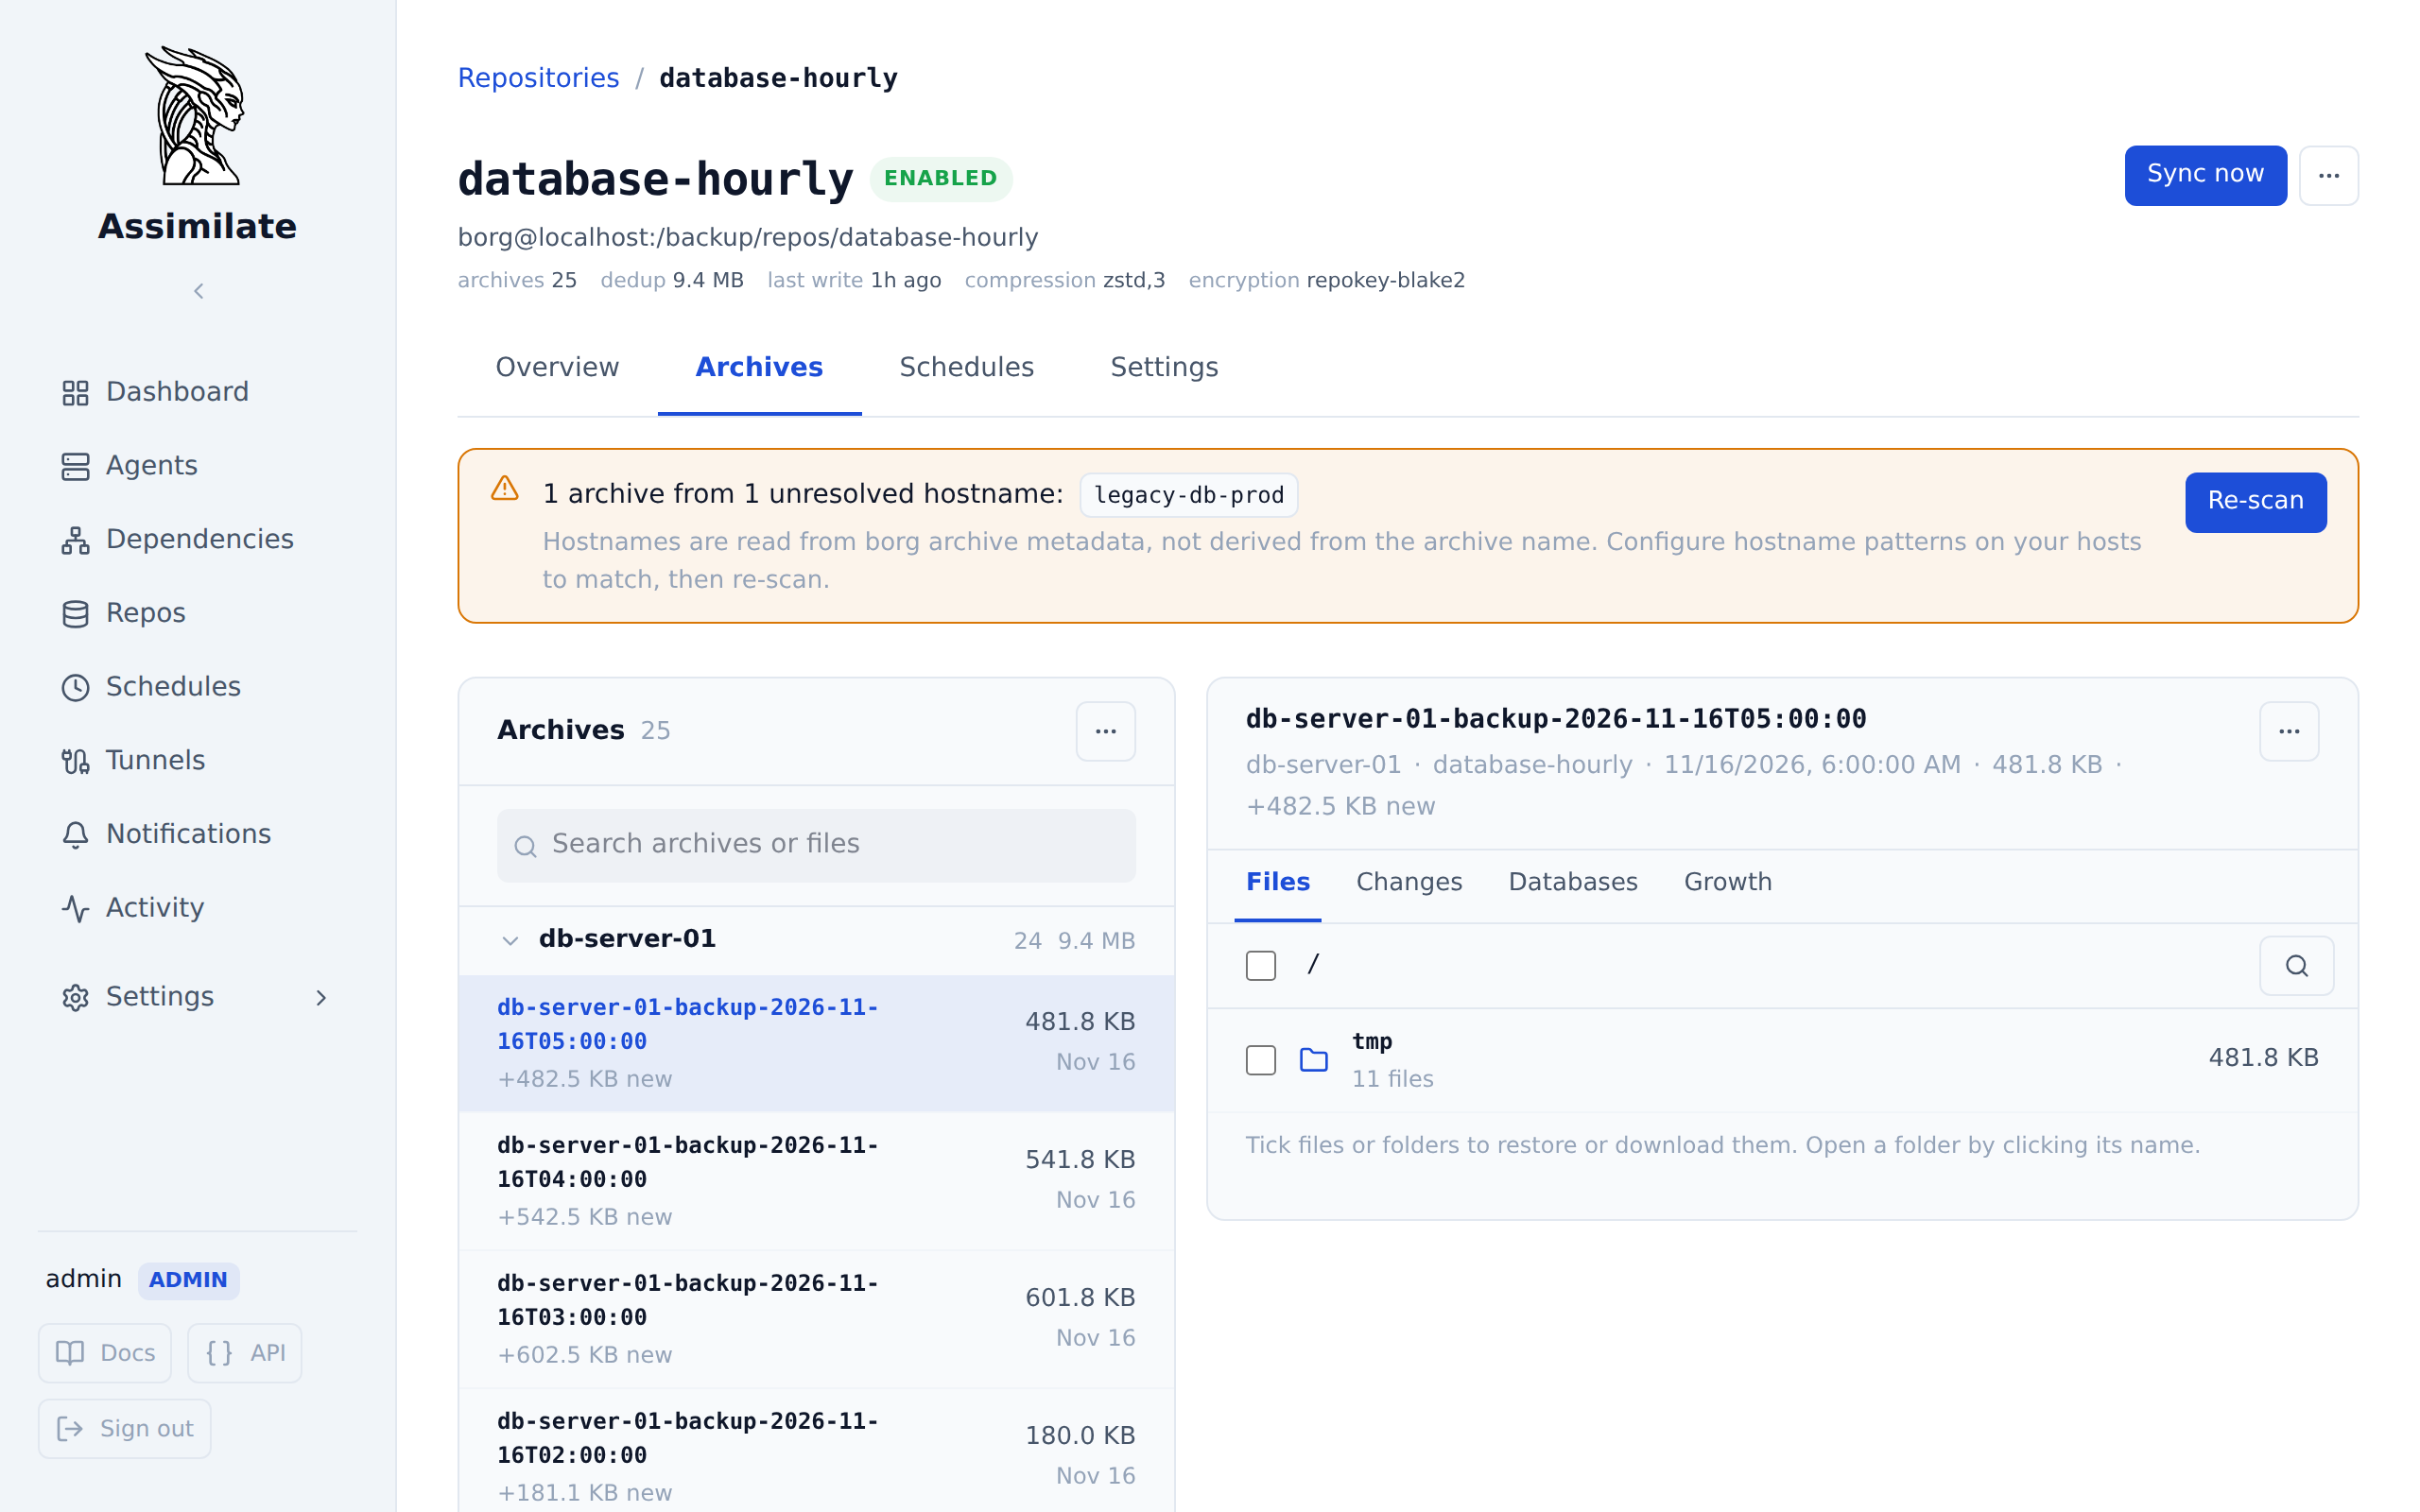 Assimilate
Dashboard
Agents
Dependencies
Repos
Schedules
Tunnels
Notifications
Activity
Settings
admin ADMIN
Docs
API
Sign out
Repositories / database-hourly
database-hourly ENABLED
Sync now
borg@localhost:/backup/repos/database-hourly
archives 25 dedup 9.4 MB last write 1h ago compression zstd,3 encryption repokey-blake2
Overview Archives Schedules Settings
1 archive from 1 unresolved hostname: legacy-db-prod
Re-scan
Hostnames are read from borg archive metadata, not derived from the archive name. Configure hostname patterns on your hosts
to match, then re-scan.
Archives 25
Search archives or files
db-server-01 24 9.4 MB
db-server-01-backup-2026-11-
16T05:00:00
+482.5 KB new
481.8 KB
Nov 16
db-server-01-backup-2026-11-
16T04:00:00
+542.5 KB new
541.8 KB
Nov 16
db-server-01-backup-2026-11-
16T03:00:00
+602.5 KB new
601.8 KB
Nov 16
db-server-01-backup-2026-11-
16T02:00:00
+181.1 KB new
180.0 KB
Nov 16
db-server-01-backup-2026-11-16T05:00:00
db-server-01 · database-hourly · 11/16/2026, 6:00:00 AM · 481.8 KB ·
+482.5 KB new
Files Changes Databases Growth
/
tmp
11 files
481.8 KB
Tick files or folders to restore or download them. Open a folder by clicking its name.